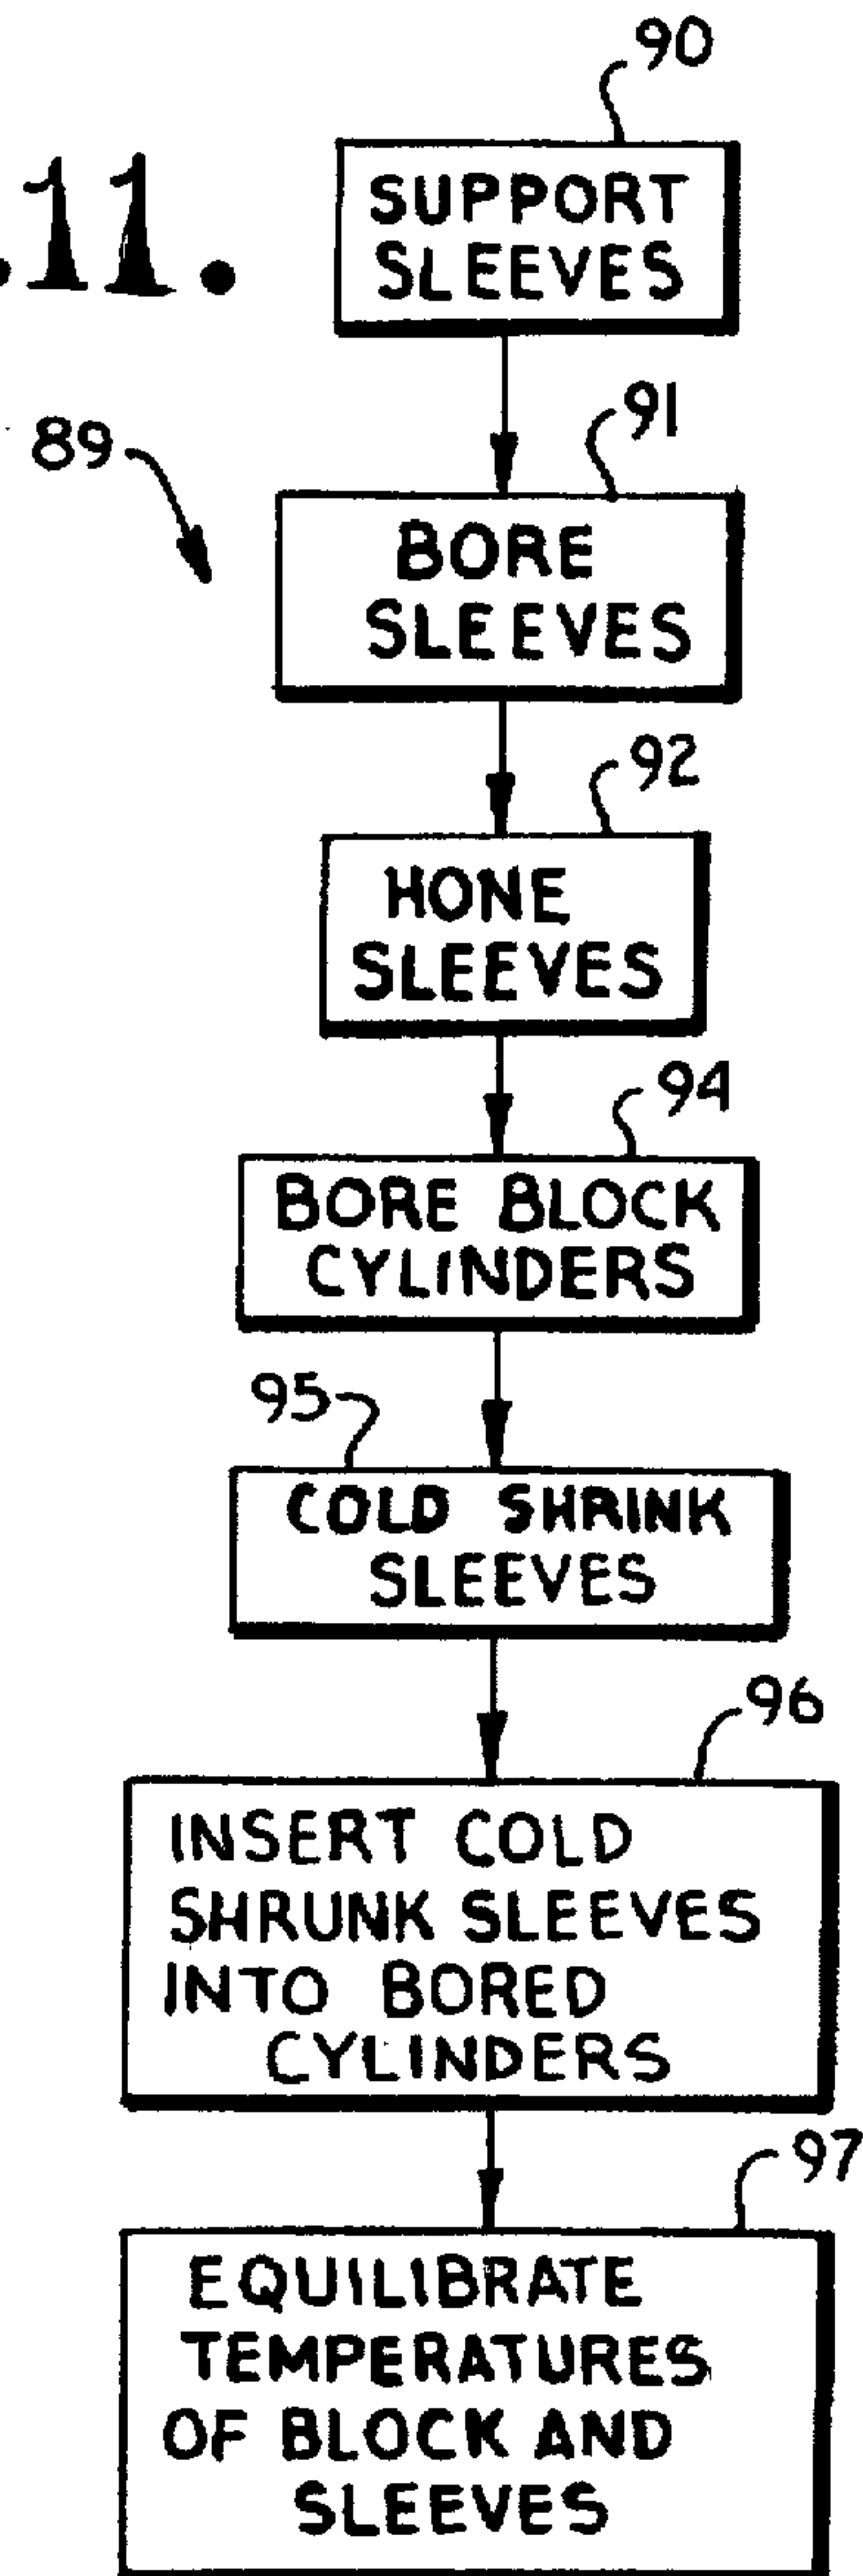 .11.
90
SUPPORT
SLEEVES
89
91
BORE
SLEEVES
92
HONE
SLEEVES
94
BORE BLOCK
CYLINDERS
95
COLD SHRINK
SLEEVES
96
INSERT COLD
SHRUNK SLEEVES
INTO BORED
CYLINDERS
97
EQUILIBRATE
TEMPERATURES
OF BLOCK AND
SLEEVES